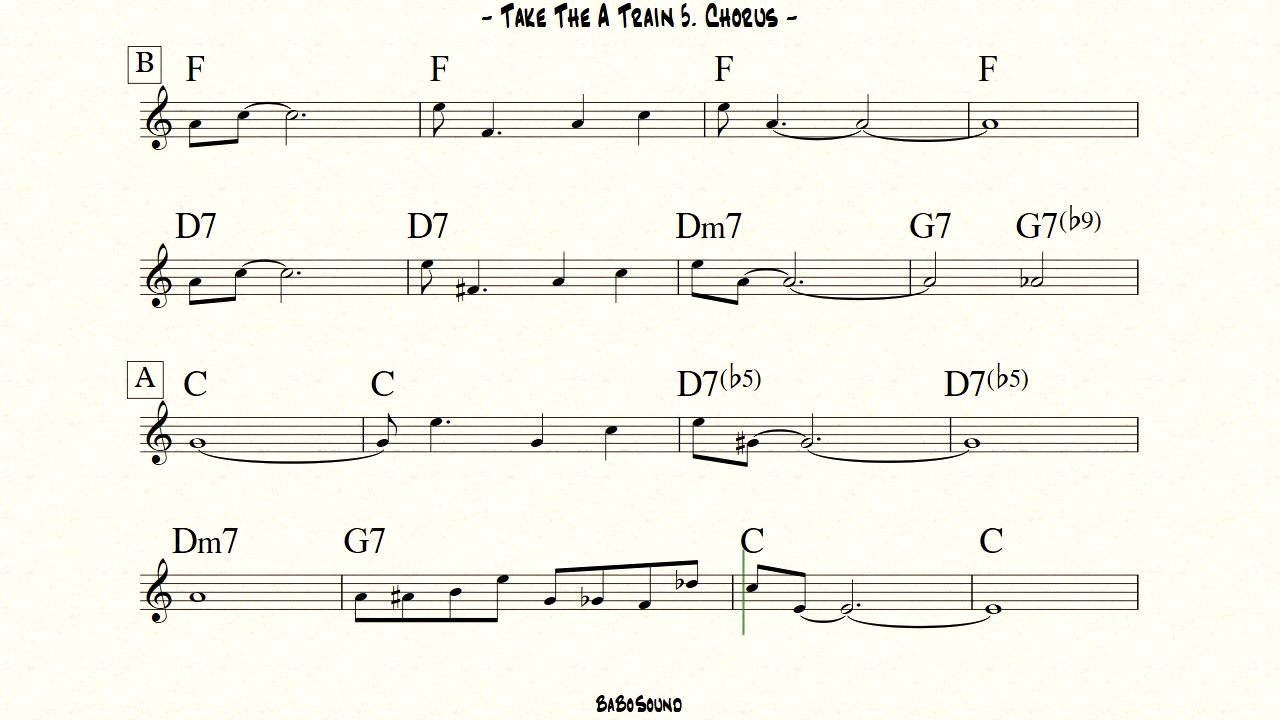 - Take The A Train 5. Chorus -
B F F F F
D7 D7 Dm7 G7 G7(♭9)
A C C D7(♭5) D7(♭5)
Dm7 G7 C C
BaBoSound